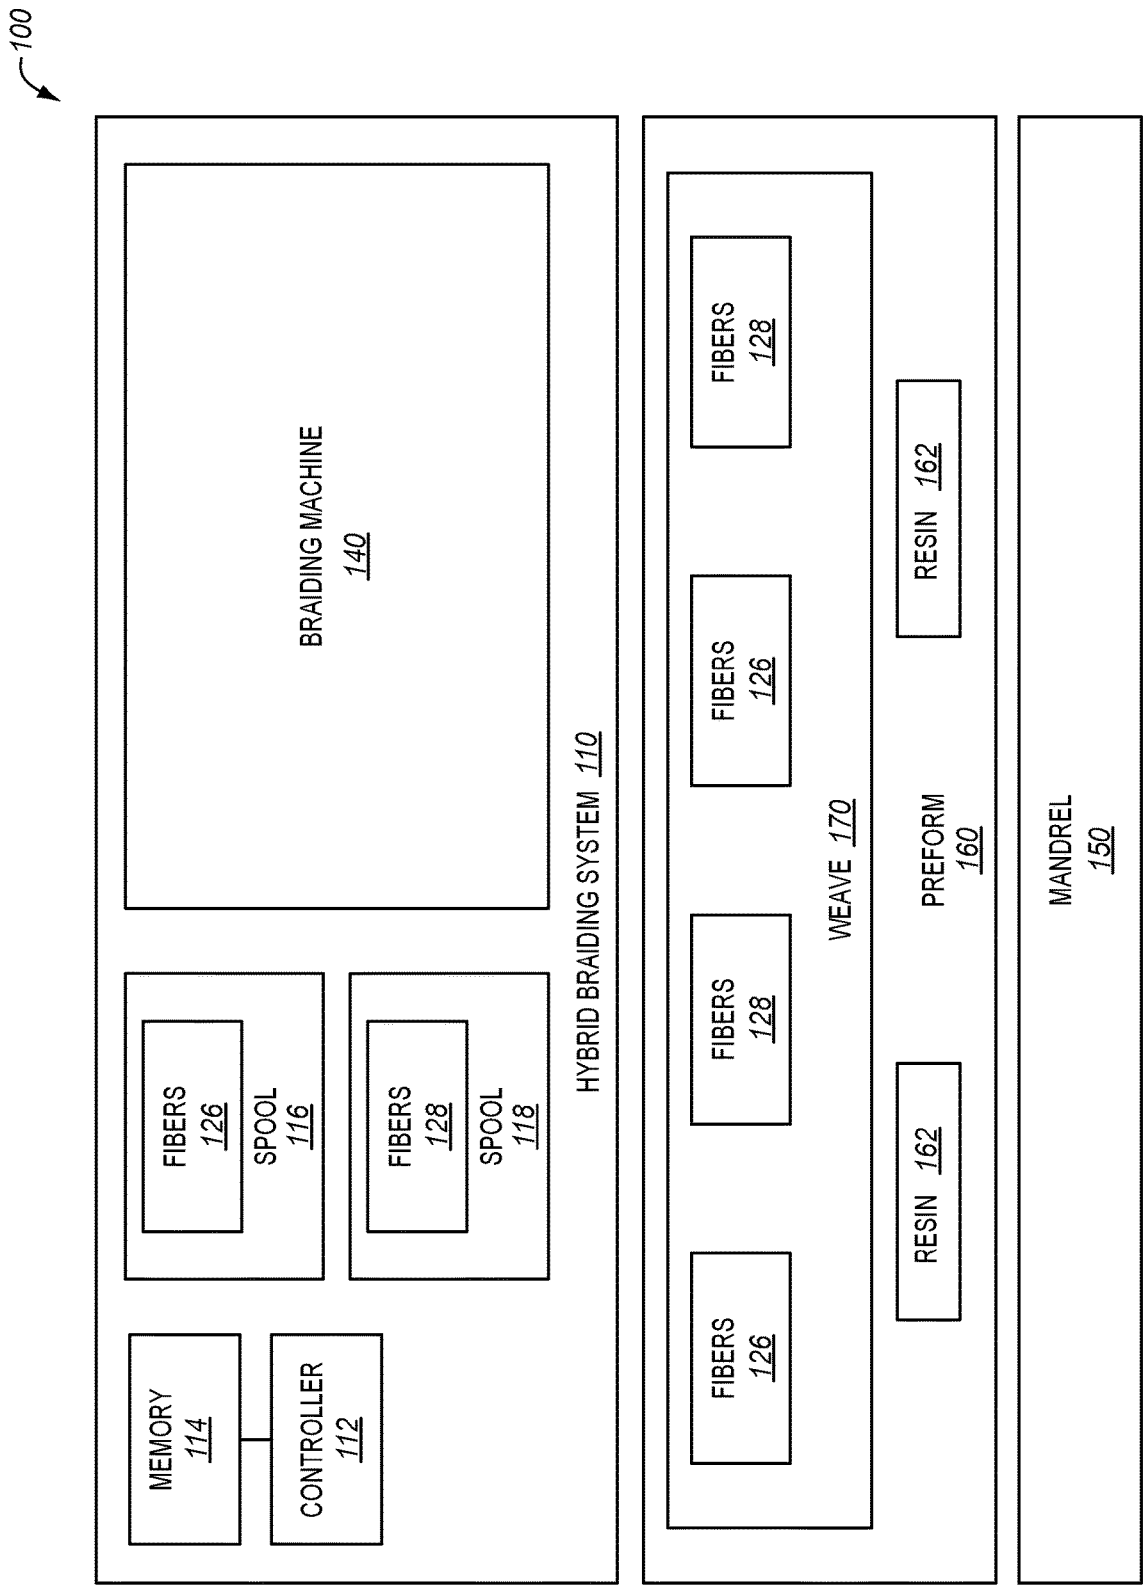 100
MEMORY
114
CONTROLLER
112
FIBERS
126
SPOOL
116
FIBERS
128
SPOOL
118
BRAIDING MACHINE
140
HYBRID BRAIDING SYSTEM 110
FIBERS
126
FIBERS
128
FIBERS
126
FIBERS
128
WEAVE 170
RESIN 162
RESIN 162
PREFORM
160
MANDREL
150